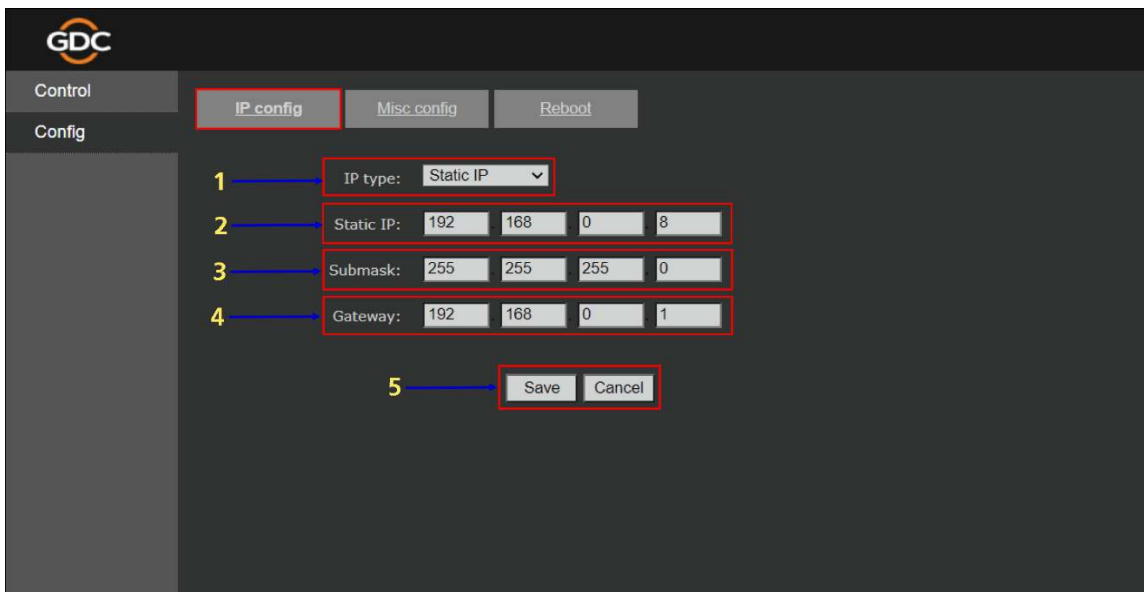 GDC
Control
Config
IP config Misc config Reboot
1 IP type: Static IP
2 Static IP: 192 . 168 . 0 . 8
3 Submask: 255 . 255 . 255 . 0
4 Gateway: 192 . 168 . 0 . 1
5 Save Cancel